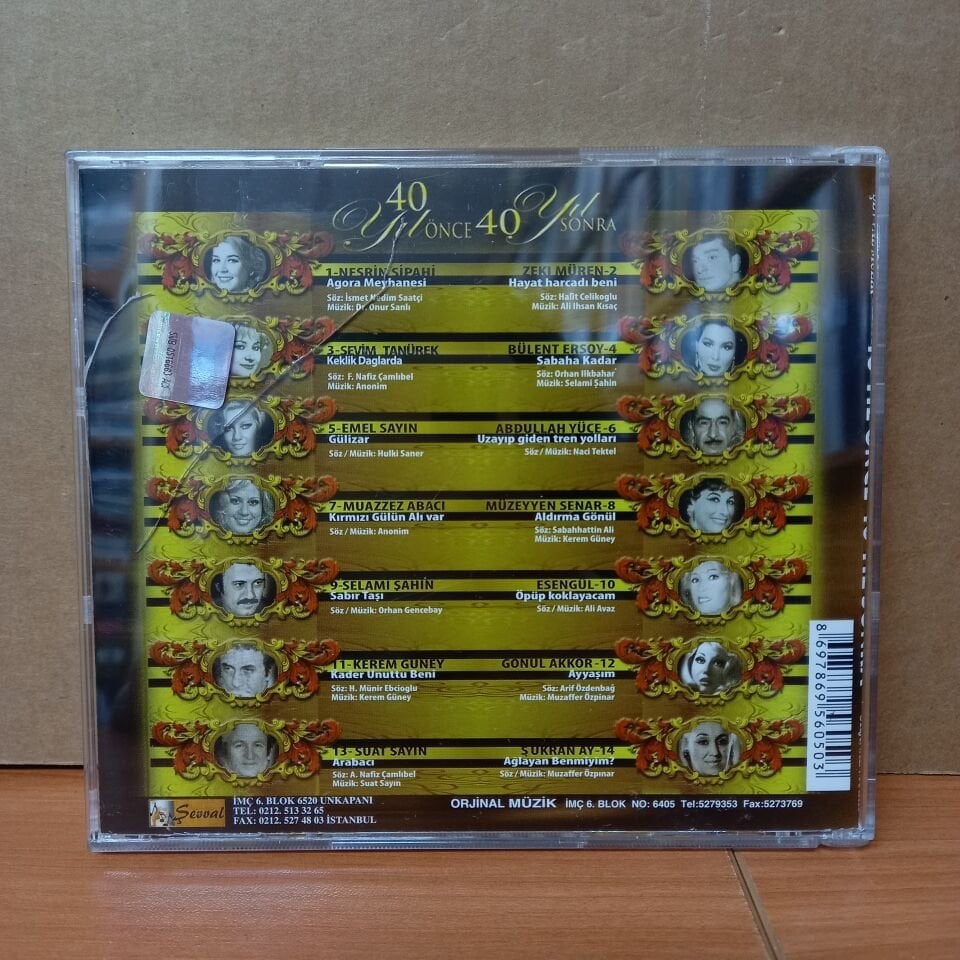 40 Yıl ÖNCE 40 Yıl SONRA
1-NESRİN SİPAHİ
Agora Meyhanesi
Söz: İsmet Nedim Saatçi
Müzik: Dr. Onur Sanlı
ZEKİ MÜREN-2
Hayat harcadı beni
Söz: Halit Celikoglu
Müzik: Ali Ihsan Kısaç
3-SEVİM TANÜREK
Keklik Daglarda
Söz: F. Nafiz Çamlıbel
Müzik: Anonim
BÜLENT ERSOY-4
Sabaha Kadar
Söz: Orhan Ilkbahar
Müzik: Selami Şahin
5-EMEL SAYIN
Gülizar
Söz / Müzik: Hulki Saner
ABDULLAH YÜCE-6
Uzayıp giden tren yolları
Söz / Müzik: Naci Tektel
7-MUAZZEZ ABACI
Kırmızı Gülün Alı var
Söz / Müzik: Anonim
MÜZEYYEN SENAR-8
Aldırma Gönül
Söz: Sabahhattin Ali
Müzik: Kerem Güney
9-SELAMİ ŞAHİN
Sabır Taşı
Söz / Müzik: Orhan Gencebay
ESENGÜL-10
Öpüp koklayacam
Söz / Müzik: Ali Avaz
11-KEREM GÜNEY
Kader Unuttu Beni
Söz: H. Münir Ebcioglu
Müzik: Kerem Güney
GÖNÜL AKKOR-12
Ayyaşım
Söz: Arif Özdenbağ
Müzik: Muzaffer Özpinar
13-SUAT SAYIN
Arabacı
Söz: A. Nafiz Çamlıbel
Müzik: Suat Sayın
ŞÜKRAN AY-14
Ağlayan Benmiyim?
Söz / Müzik: Muzaffer Özpınar
8 697869 560503
Şevval
İMÇ 6. BLOK 6520 UNKAPANI
TEL: 0212. 513 32 65
FAX: 0212. 527 48 03 İSTANBUL
ORJİNAL MÜZİK İMÇ 6. BLOK NO: 6405 Tel:5279353 Fax:5273769